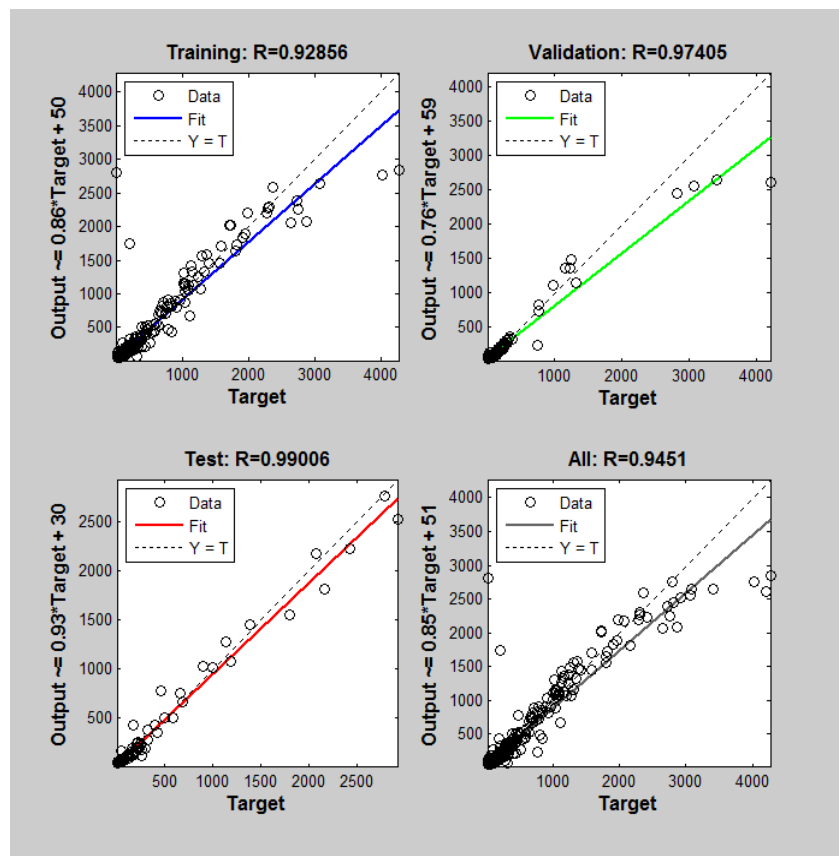 Training: R=0.92856
Output ~= 0.86*Target + 50
4000
3500
3000
2500
2000
1500
1000
500
Data
Fit
Y = T
1000 2000 3000 4000
Target
Validation: R=0.97405
Output ~= 0.76*Target + 59
4000
3500
3000
2500
2000
1500
1000
500
Data
Fit
Y = T
1000 2000 3000 4000
Target
Test: R=0.99006
Output ~= 0.93*Target + 30
2500
2000
1500
1000
500
Data
Fit
Y = T
500 1000 1500 2000 2500
Target
All: R=0.9451
Output ~= 0.85*Target + 51
4000
3500
3000
2500
2000
1500
1000
500
Data
Fit
Y = T
1000 2000 3000 4000
Target